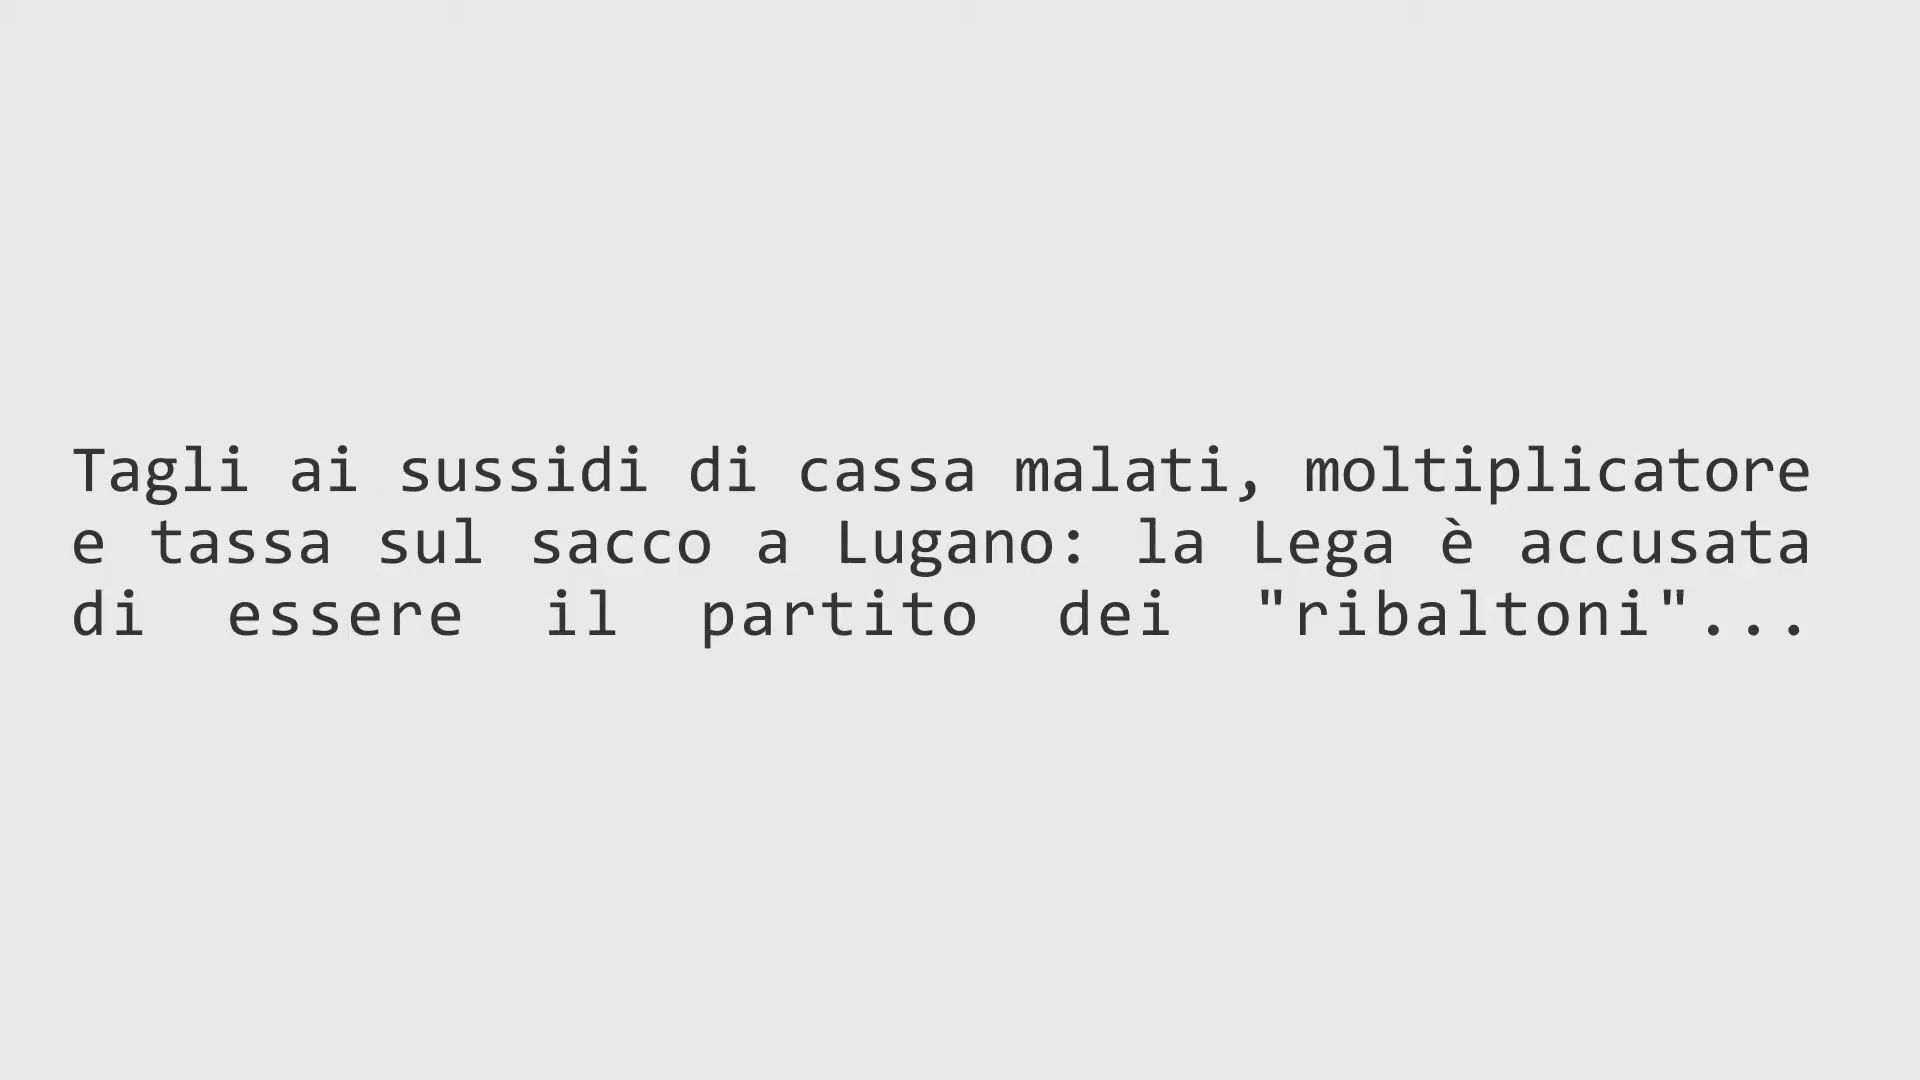 Tagli ai sussidi di cassa malati, moltiplicatore
e tassa sul sacco a Lugano: la Lega è accusata
di essere il partito dei "ribaltoni"...